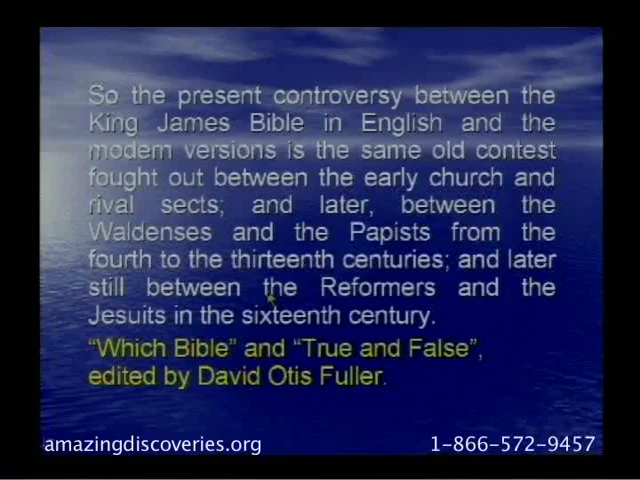 So the present controversy between the
King James Bible in English and the
modern versions is the same old contest
fought out between the early church and
rival sects; and later, between the
Waldenses and the Papists from the
fourth to the thirteenth centuries; and later
still between the Reformers and the
Jesuits in the sixteenth century.
“Which Bible” and “True and False”,
edited by David Otis Fuller.
amazingdiscoveries.org 1-866-572-9457